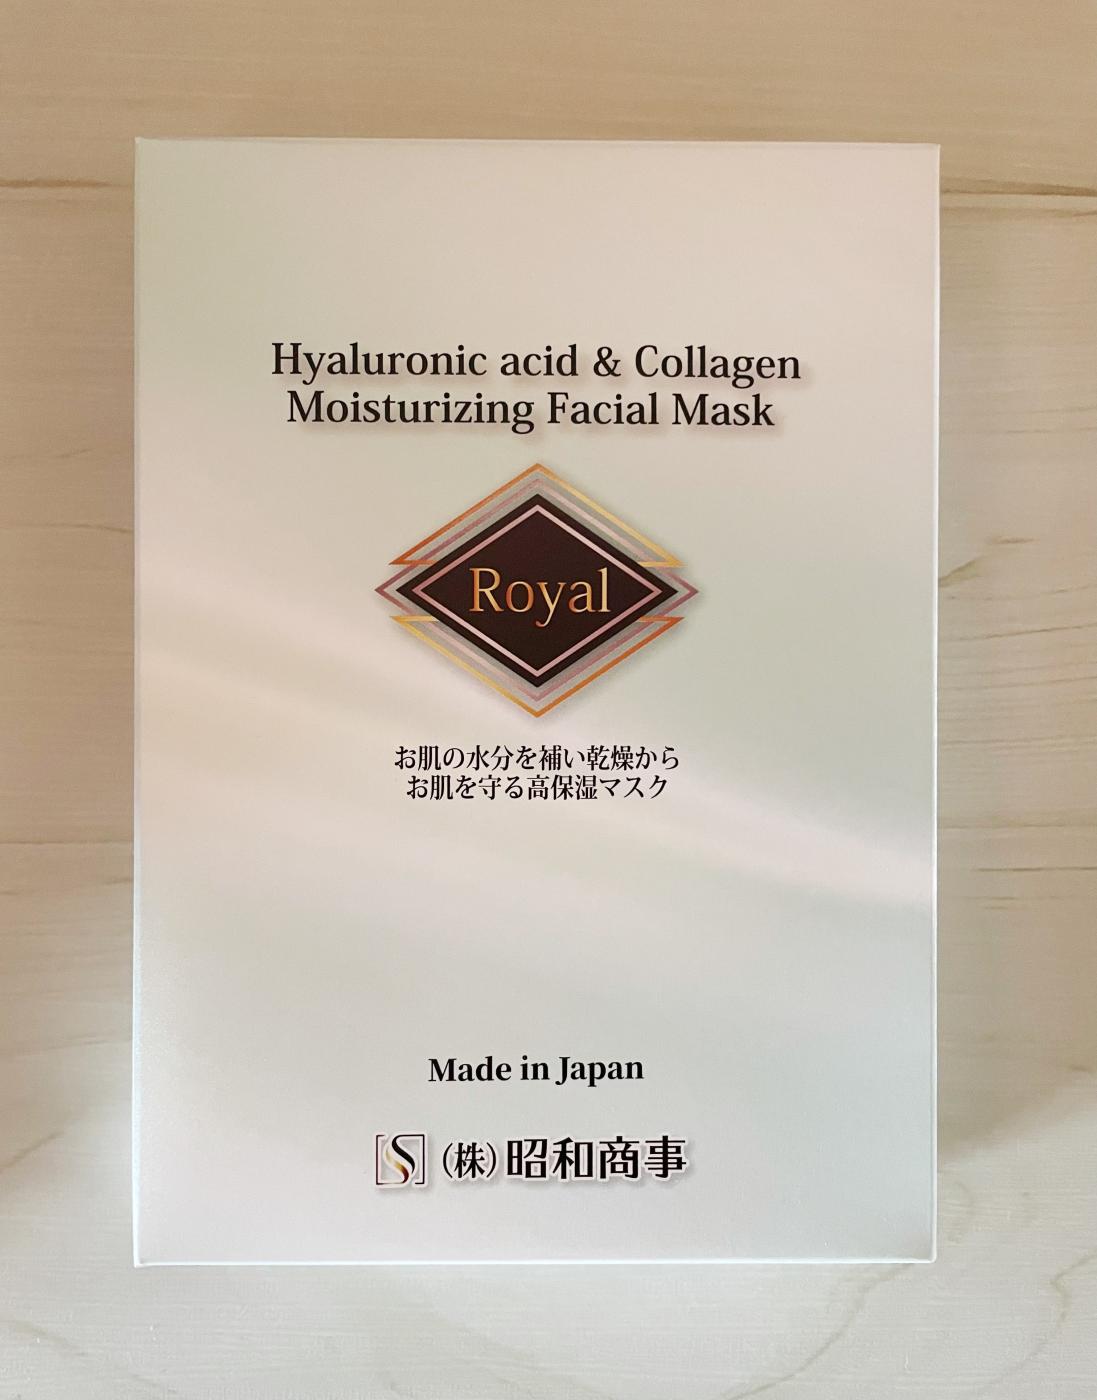 Hyaluronic acid & Collagen
Moisturizing Facial Mask
Royal
お肌の水分を補い乾燥から
お肌を守る高保湿マスク
Made in Japan
S (株)昭和商事